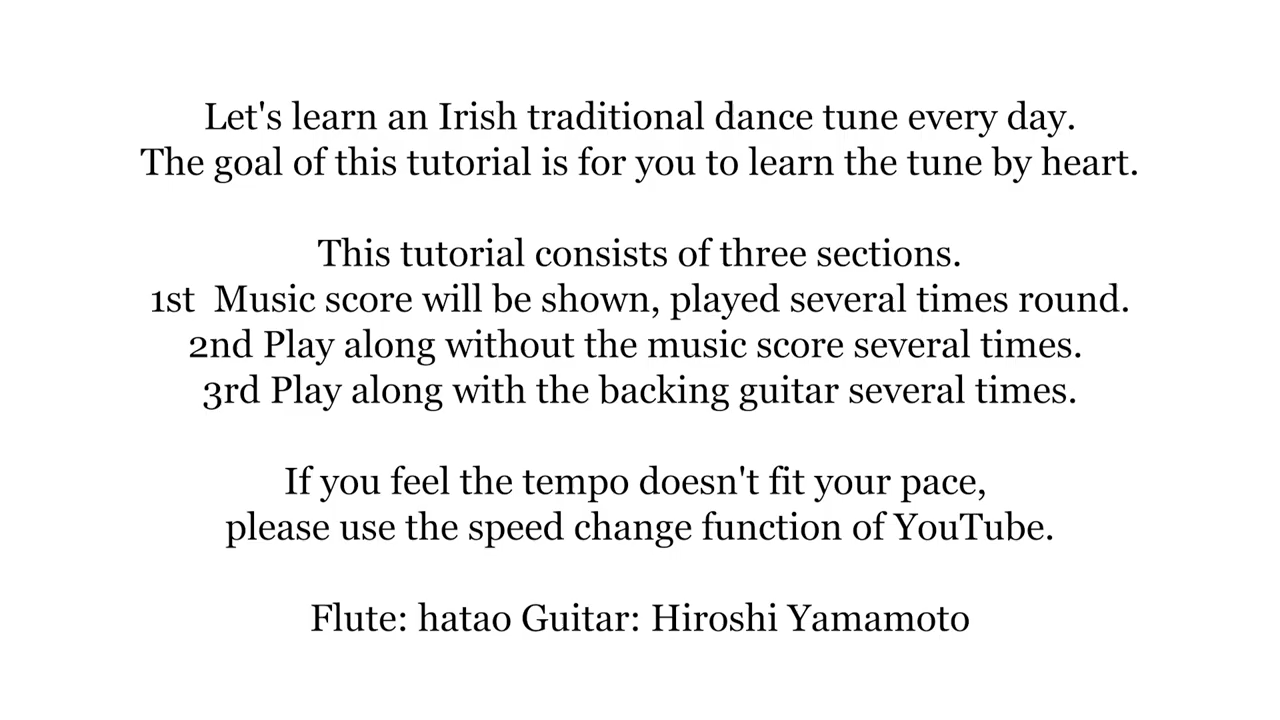 Let's learn an Irish traditional dance tune every day.
The goal of this tutorial is for you to learn the tune by heart.
This tutorial consists of three sections.
1st  Music score will be shown, played several times round.
2nd Play along without the music score several times.
3rd Play along with the backing guitar several times.
If you feel the tempo doesn't fit your pace,
please use the speed change function of YouTube.
Flute: hatao Guitar: Hiroshi Yamamoto